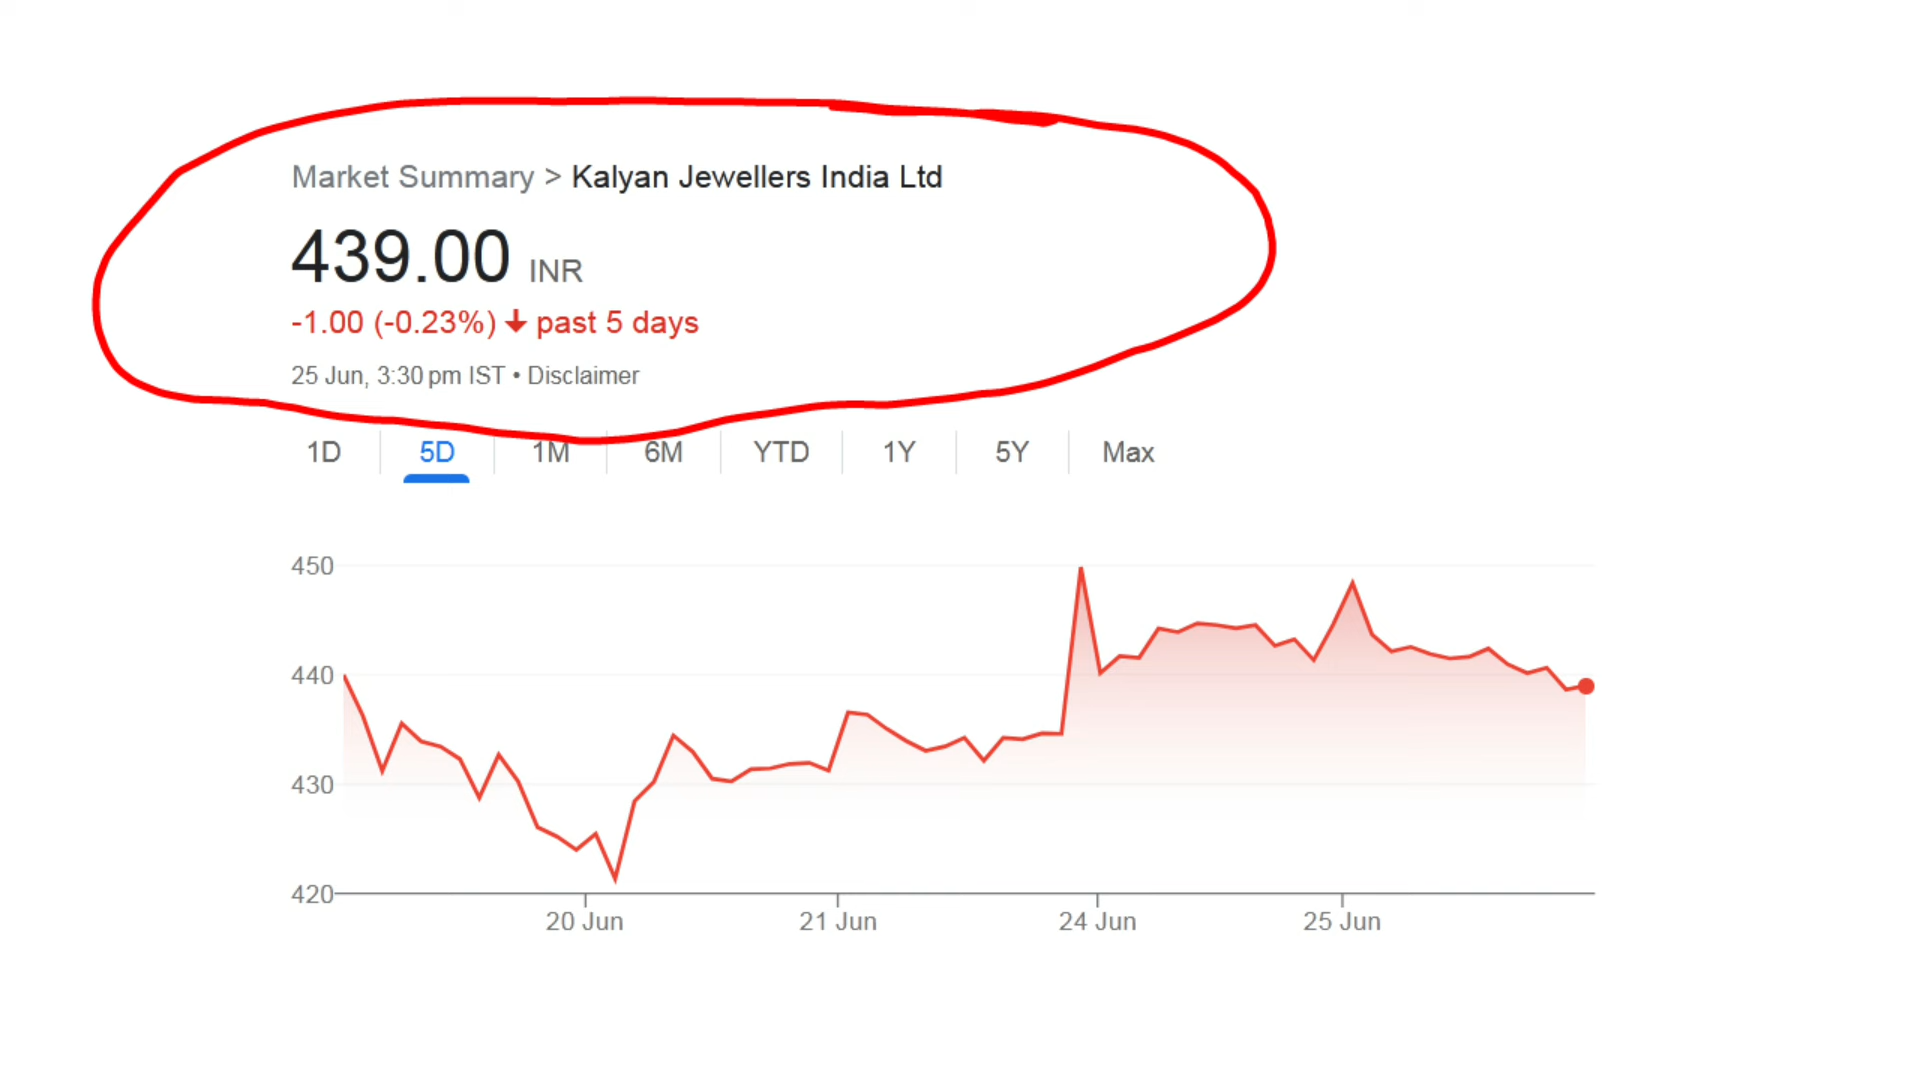 Market Summary > Kalyan Jewellers India Ltd
439.00 INR
-1.00 (-0.23%) ↓ past 5 days
25 Jun, 3:30 pm IST • Disclaimer
1D 5D 1M 6M YTD 1Y 5Y Max
450
440
430
420
20 Jun 21 Jun 24 Jun 25 Jun